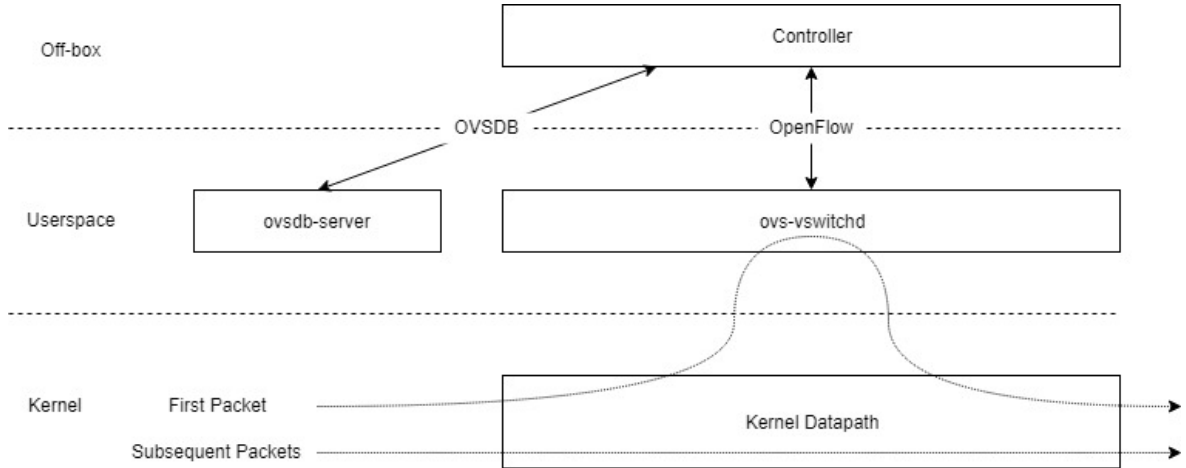 Off-box
Controller
OVSDB
OpenFlow
Userspace
ovsdb-server
ovs-vswitchd
Kernel
First Packet
Kernel Datapath
Subsequent Packets